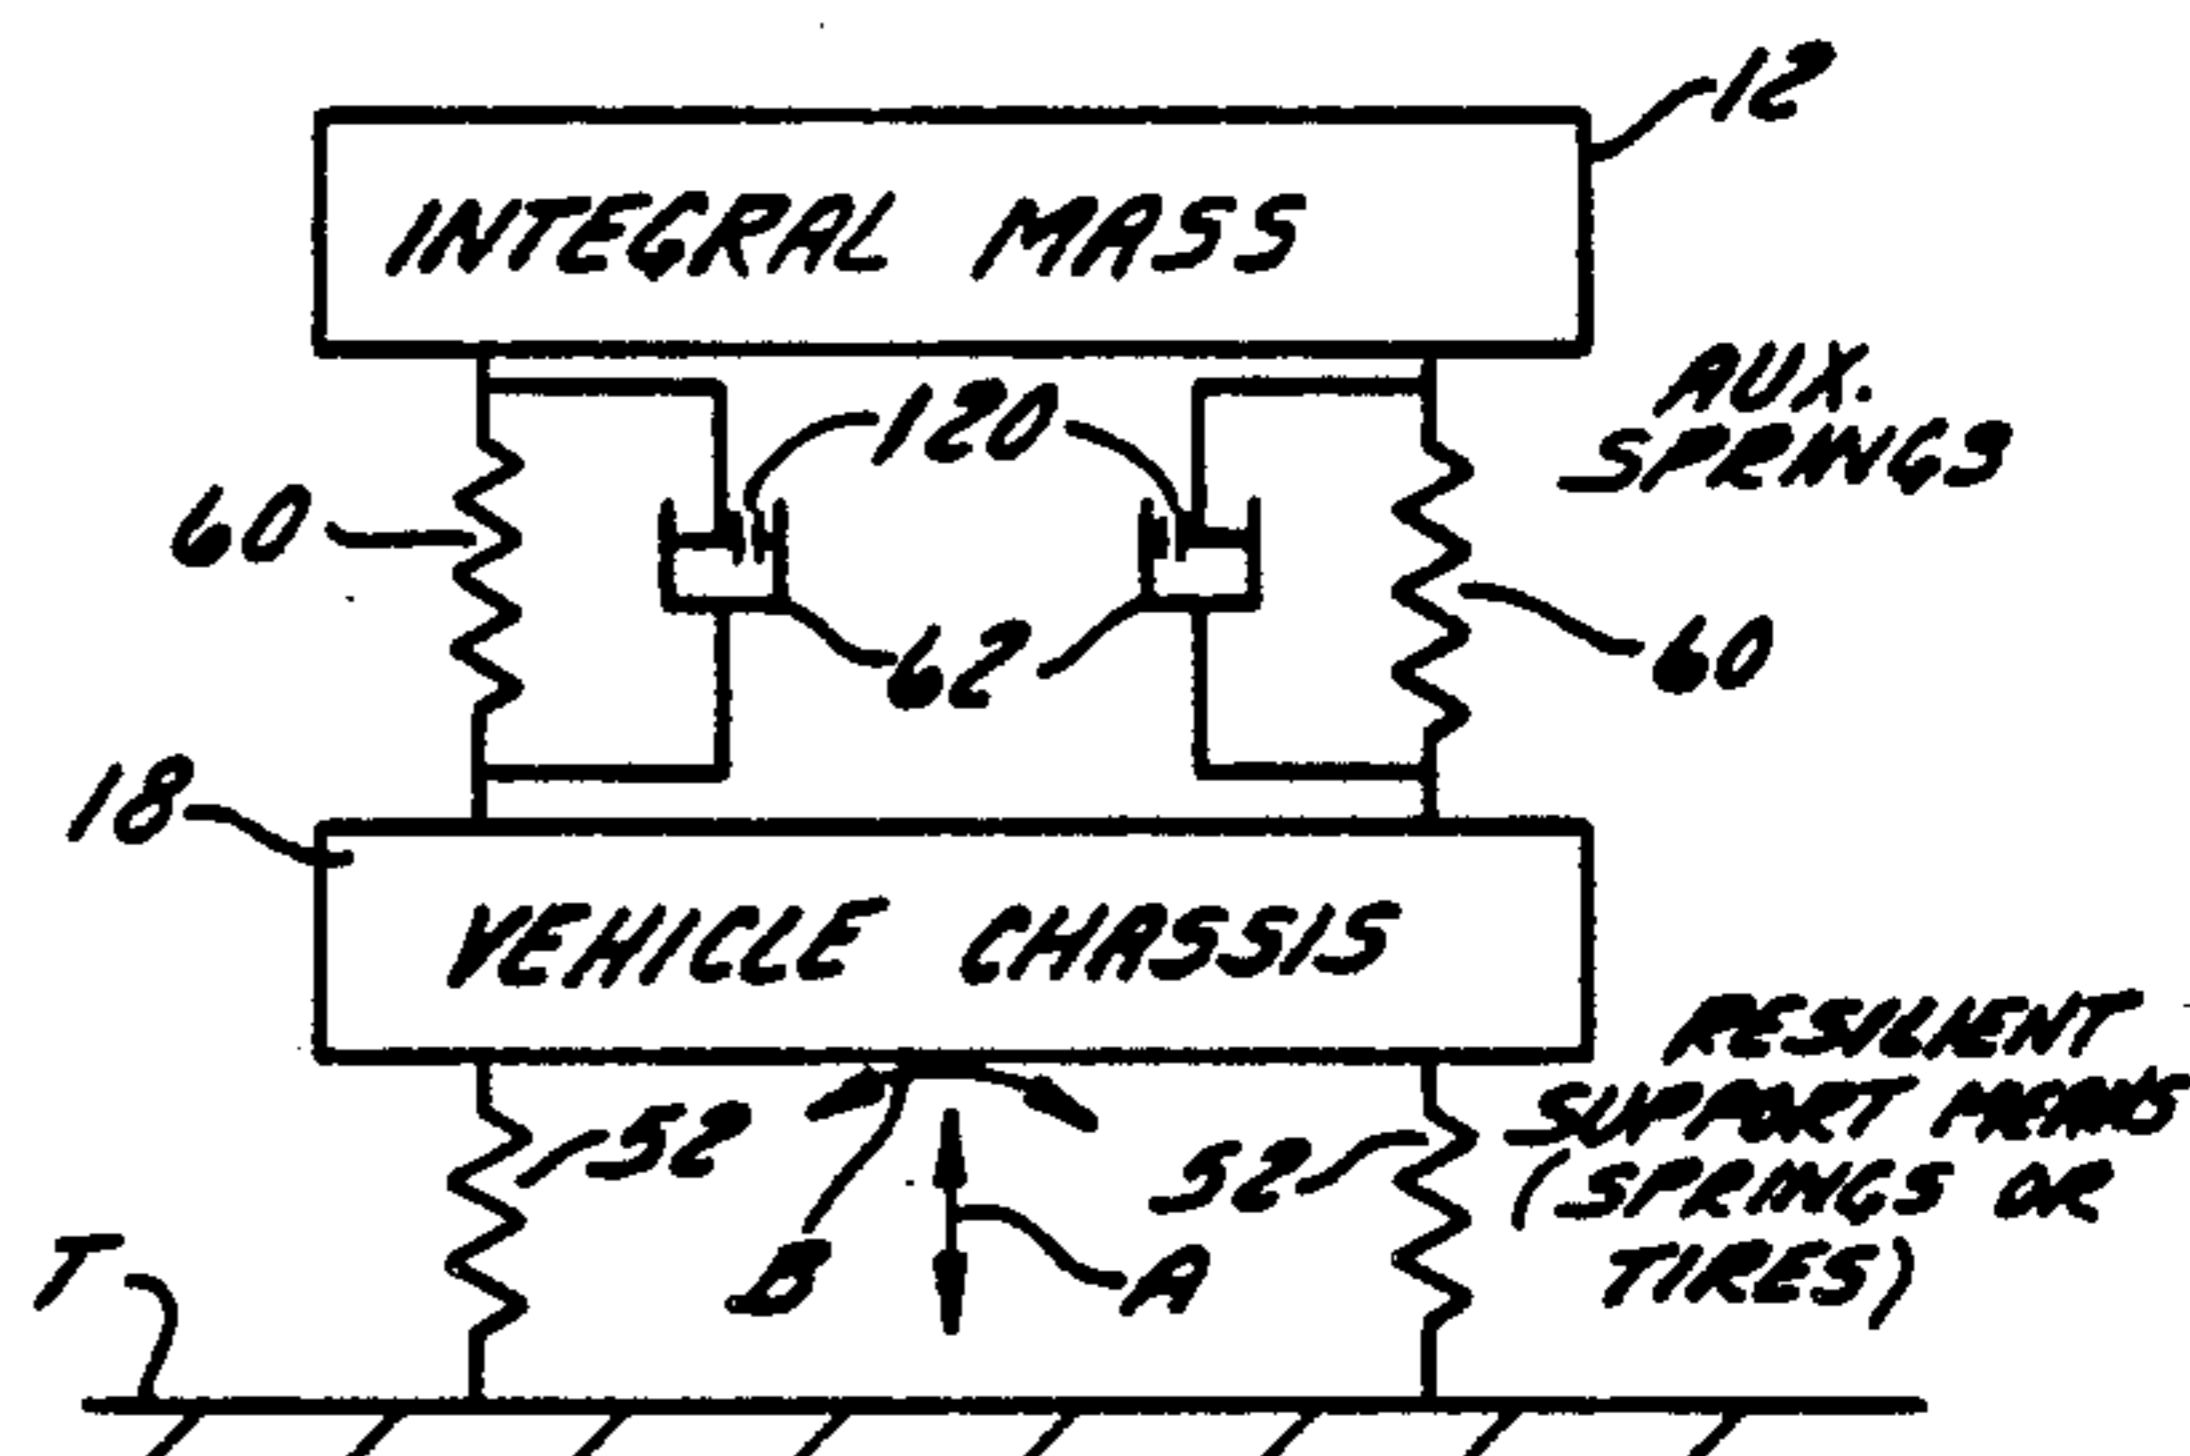 12
INTEGRAL MASS
AUX.
SPRINGS
120
60
62
60
18
VEHICLE CHASSIS
RESILIENT
SUPPORT MEANS
(SPRINGS OR
TIRES)
52
52
T
B
A